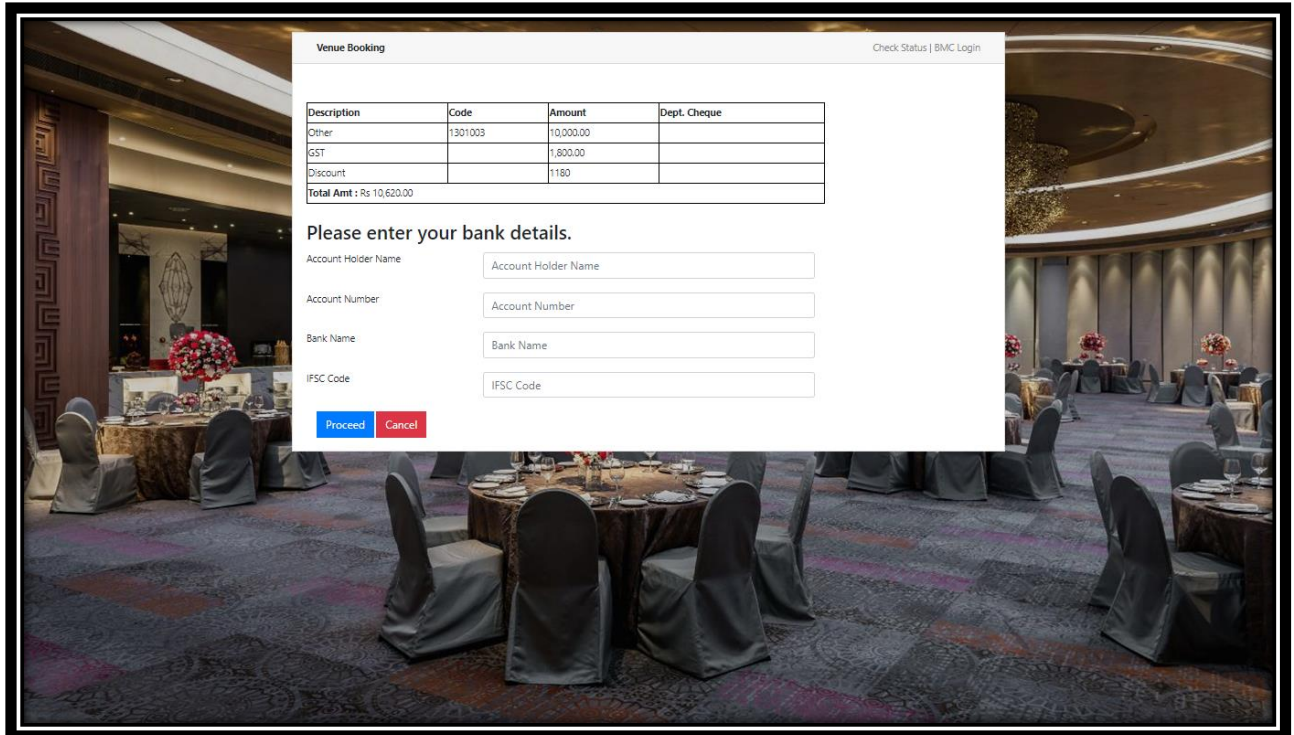 Venue Booking Check Status | BMC Login
Description Code Amount Dept. Cheque
Other 1301003 10,000.00
GST 1,800.00
Discount 1180
Total Amt : Rs 10,620.00
Please enter your bank details.
Account Holder Name Account Holder Name
Account Number Account Number
Bank Name Bank Name
IFSC Code IFSC Code
Proceed Cancel